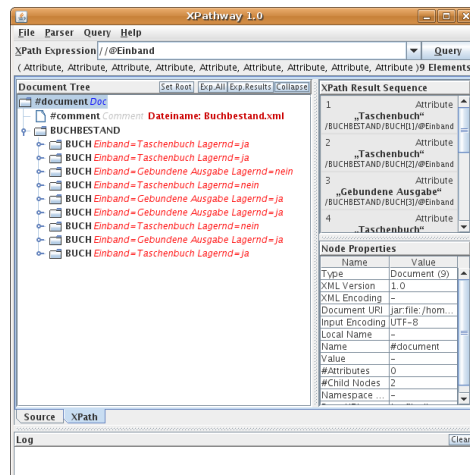 XPathway 1.0
File Parser Query Help
XPath Expression //@Einband Query
( Attribute, Attribute, Attribute, Attribute, Attribute, Attribute, Attribute, Attribute, Attribute )9 Elements
Document Tree Set Root Exp.All Exp.Results Collapse
#document Doc
#comment Comment Dateiname: Buchbestand.xml
BUCHBESTAND
BUCH Einband=Taschenbuch Lagernd=ja
BUCH Einband=Taschenbuch Lagernd=ja
BUCH Einband=Gebundene Ausgabe Lagernd=nein
BUCH Einband=Taschenbuch Lagernd=nein
BUCH Einband=Gebundene Ausgabe Lagernd=ja
BUCH Einband=Gebundene Ausgabe Lagernd=ja
BUCH Einband=Taschenbuch Lagernd=nein
BUCH Einband=Gebundene Ausgabe Lagernd=ja
BUCH Einband=Taschenbuch Lagernd=ja
XPath Result Sequence
1 Attribute
„Taschenbuch“
/BUCHBESTAND/BUCH[1]/@Einband
2 Attribute
„Taschenbuch“
/BUCHBESTAND/BUCH[2]/@Einband
3 Attribute
„Gebundene Ausgabe“
/BUCHBESTAND/BUCH[3]/@Einband
4 Attribute
„Taschenbuch“
Node Properties
Name Value
Type Document (9)
XML Version 1.0
XML Encoding –
Document URI jar:file:/hom...
Input Encoding UTF-8
Local Name –
Name #document
Value –
#Attributes 0
#Child Nodes 2
Namespace ... –
Source XPath
Log Clear